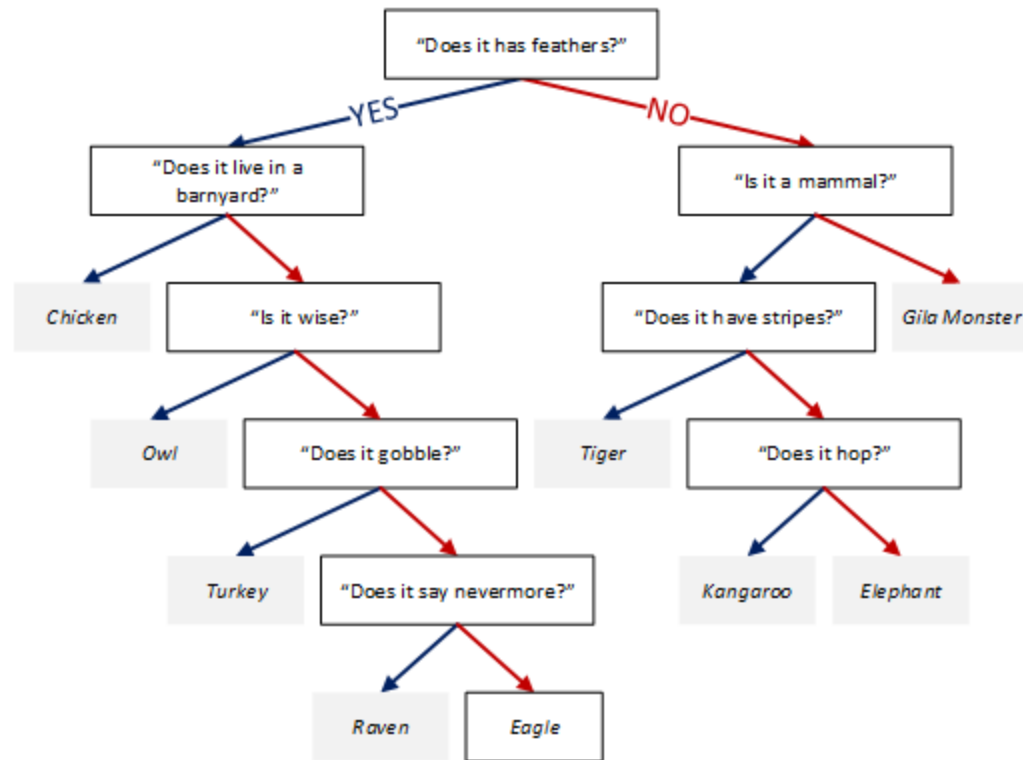 “Does it has feathers?”
YES
NO
“Does it live in a
barnyard?”
“Is it a mammal?”
Chicken
“Is it wise?”
“Does it have stripes?”
Gila Monster
Owl
“Does it gobble?”
Tiger
“Does it hop?”
Turkey
“Does it say nevermore?”
Kangaroo
Elephant
Raven
Eagle